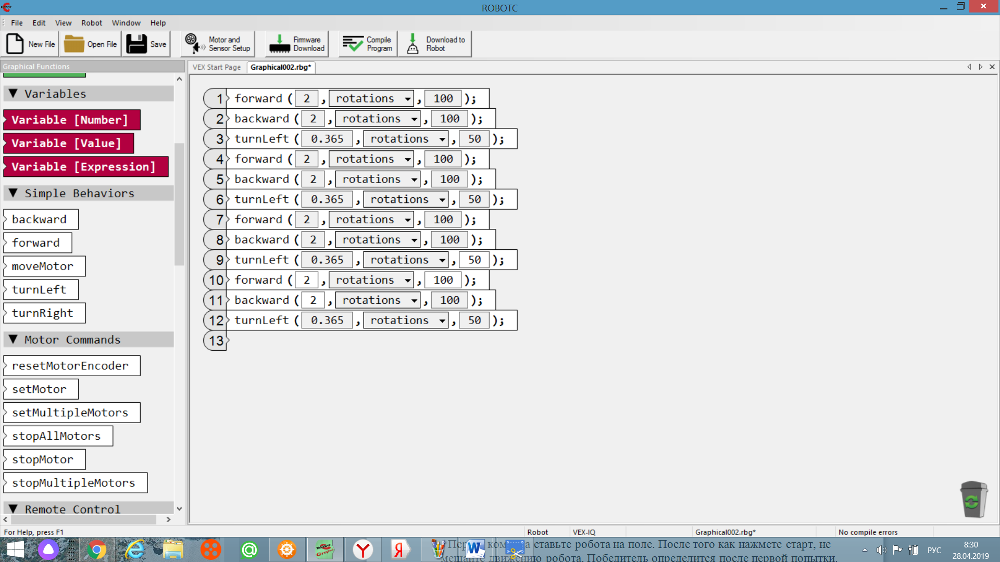 ROBOTC
File Edit View Robot Window Help
New File Open File Save Motor and Sensor Setup Firmware Download Compile Program Download to Robot
Graphical Functions
VEX Start Page Graphical002.rbg*
Variables
Variable [Number]
Variable [Value]
Variable [Expression]
Simple Behaviors
backward
forward
moveMotor
turnLeft
turnRight
Motor Commands
resetMotorEncoder
setMotor
setMultipleMotors
stopAllMotors
stopMotor
stopMultipleMotors
Remote Control
1 forward ( 2 , rotations , 100 );
2 backward ( 2 , rotations , 100 );
3 turnLeft ( 0.365 , rotations , 50 );
4 forward ( 2 , rotations , 100 );
5 backward ( 2 , rotations , 100 );
6 turnLeft ( 0.365 , rotations , 50 );
7 forward ( 2 , rotations , 100 );
8 backward ( 2 , rotations , 100 );
9 turnLeft ( 0.365 , rotations , 50 );
10 forward ( 2 , rotations , 100 );
11 backward ( 2 , rotations , 100 );
12 turnLeft ( 0.365 , rotations , 50 );
13
For Help, press F1 Robot VEX-IQ Graphical002.rbg* No compile errors
ставьте робота на поле. После того как нажмете старт, не
мешайте движению робота. Победитель определится после первой попытки.
РУС
8:30
28.04.2019